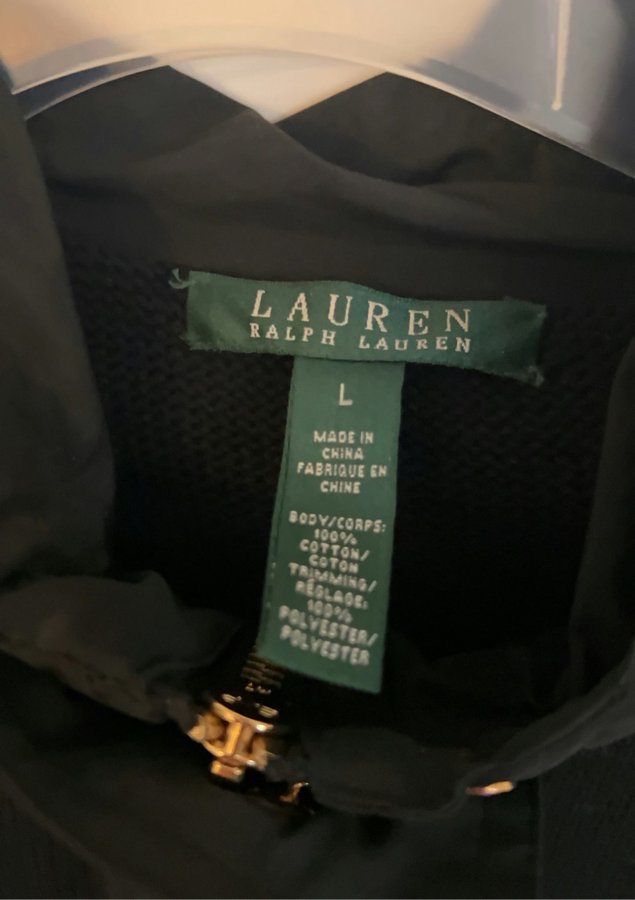 LAUREN
RALPH LAUREN
L
MADE IN
CHINA
FABRIQUE EN
CHINE
BODY/CORPS:
100%
COTTON/
COTON
TRIMMING/
RÉGLAGE:
100%
POLYESTER/
POLYESTER